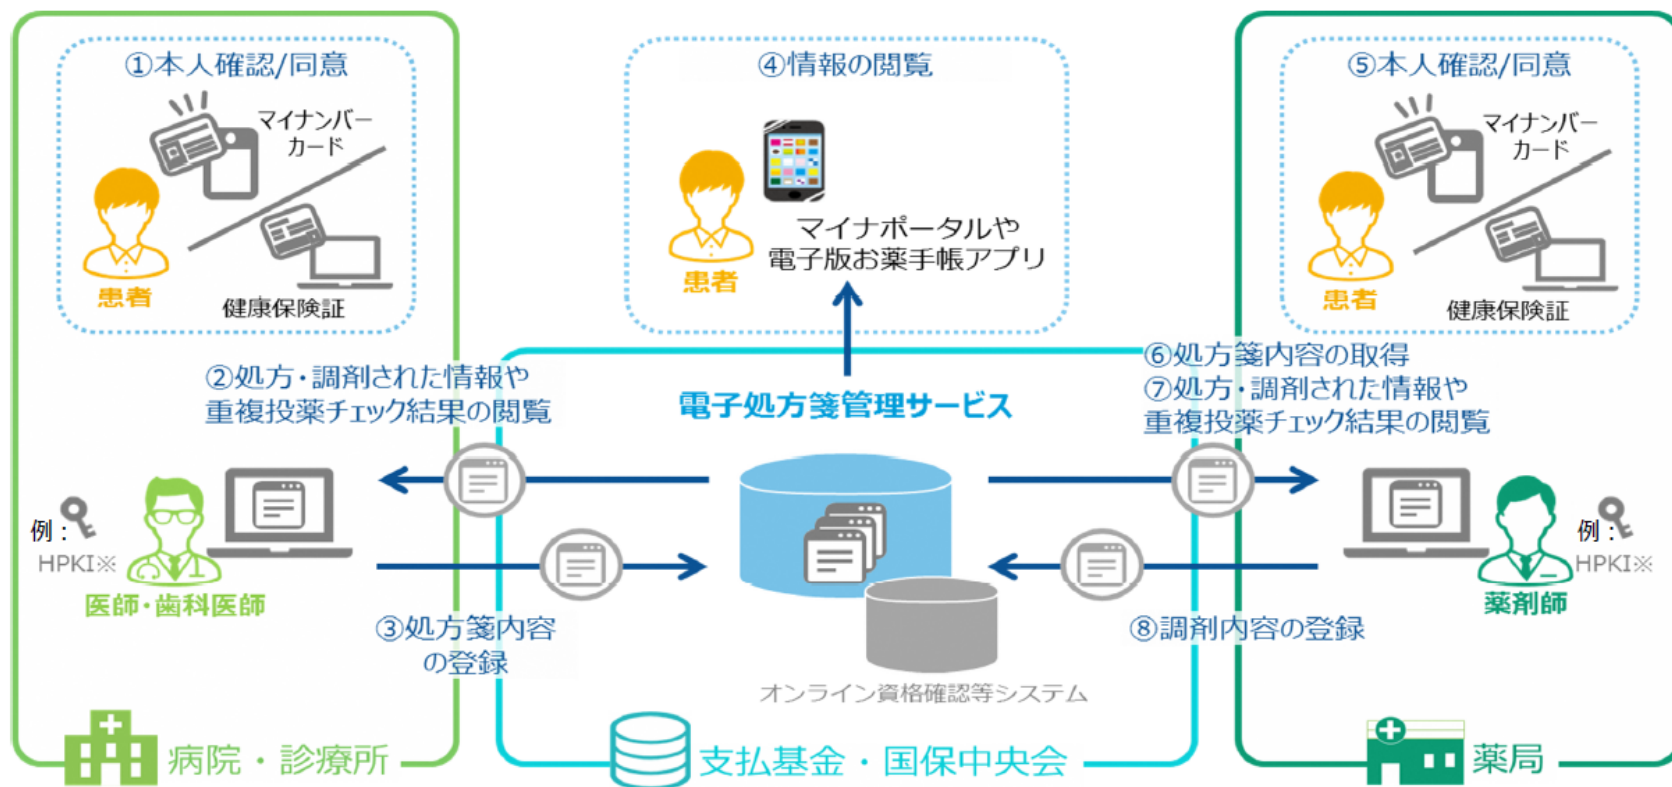 ①本人確認/同意
マイナンバー
カード
患者
健康保険証
②処方・調剤された情報や
重複投薬チェック結果の閲覧
例：
HPKI※
医師・歯科医師
③処方箋内容
の登録
病院・診療所
④情報の閲覧
患者
マイナポータルや
電子版お薬手帳アプリ
電子処方箋管理サービス
オンライン資格確認等システム
支払基金・国保中央会
⑤本人確認/同意
マイナンバー
カード
患者
健康保険証
⑥処方箋内容の取得
⑦処方・調剤された情報や
重複投薬チェック結果の閲覧
例：
HPKI※
薬剤師
⑧調剤内容の登録
薬局